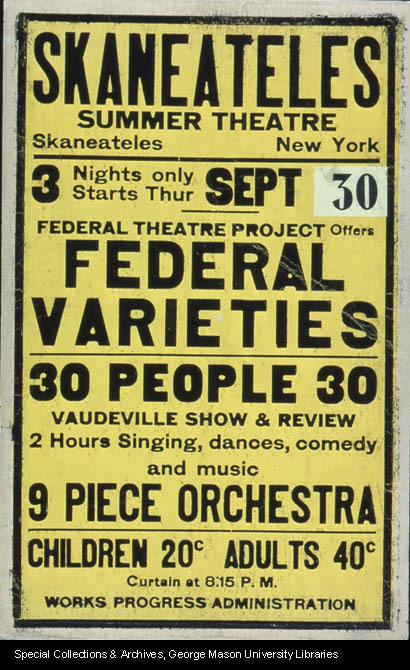 SKANEATELES
SUMMER THEATRE
Skaneateles New York
3 Nights only Starts Thur SEPT 30
FEDERAL THEATRE PROJECT Offers
FEDERAL
VARIETIES
30 PEOPLE 30
VAUDEVILLE SHOW & REVIEW
2 Hours Singing, dances, comedy
and music
9 PIECE ORCHESTRA
CHILDREN 20c ADULTS 40c
Curtain at 8:15 P. M.
WORKS PROGRESS ADMINISTRATION
Special Collections & Archives, George Mason University Libraries